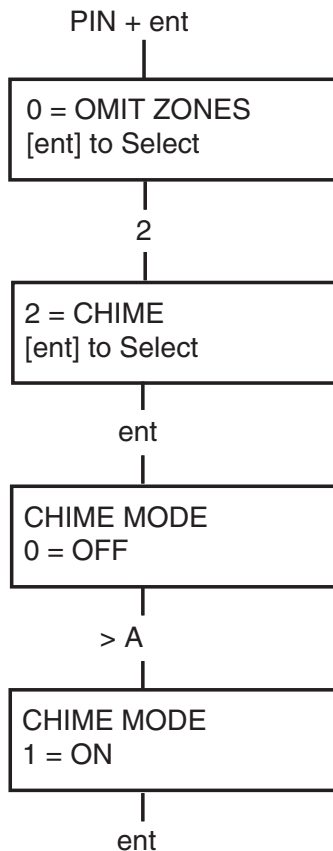 PIN + ent
0 = OMIT ZONES
[ent] to Select
2
2 = CHIME
[ent] to Select
ent
CHIME MODE
0 = OFF
> A
CHIME MODE
1 = ON
ent